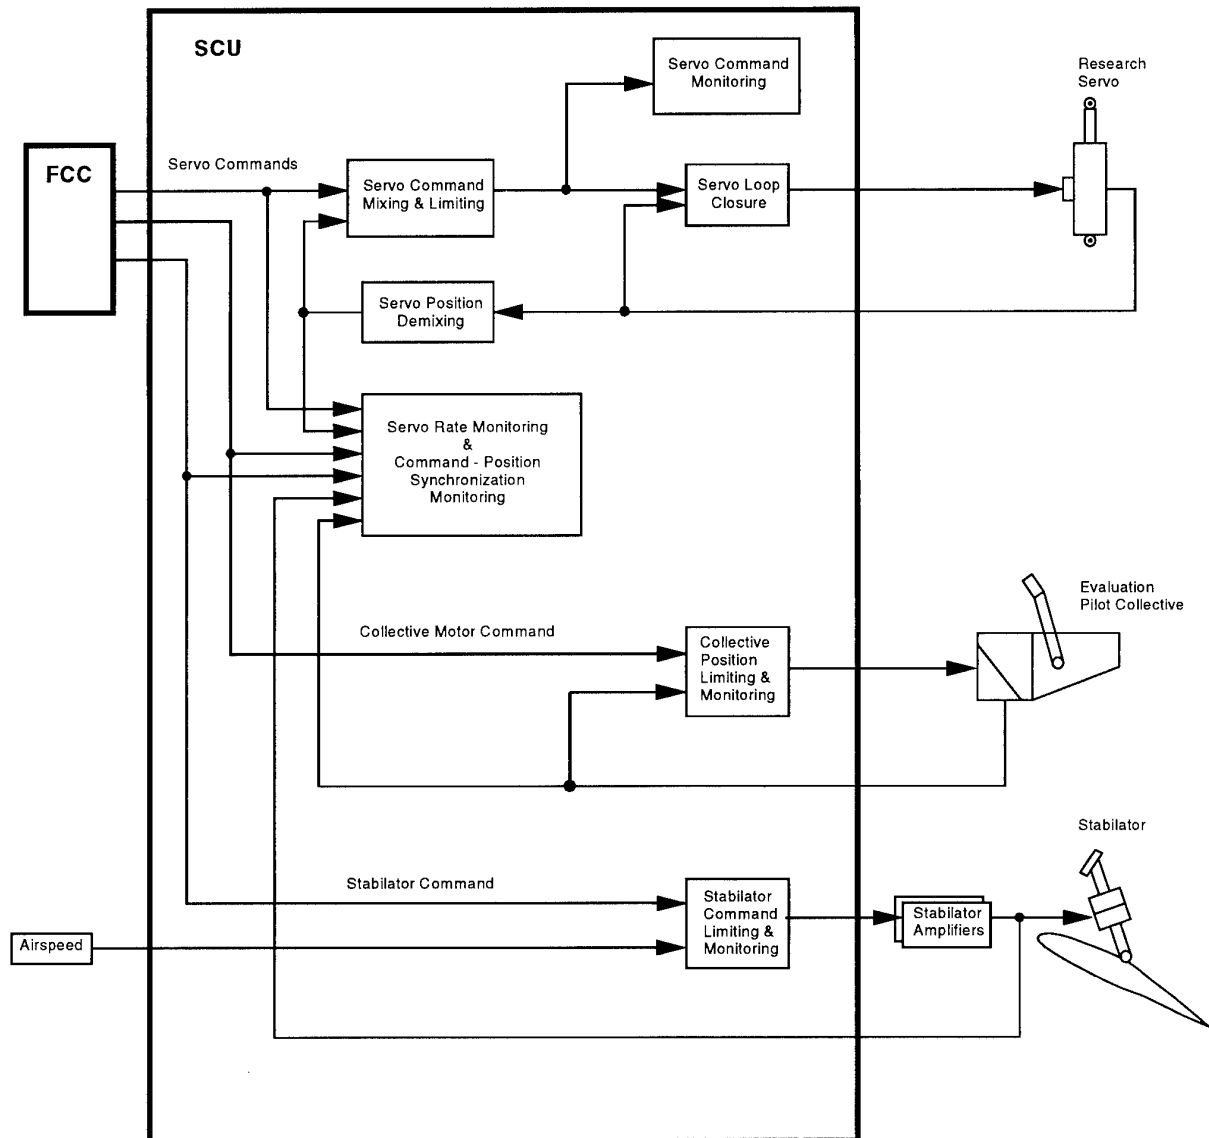 SCU
Servo Command
Monitoring
Research
Servo
FCC
Servo Commands
Servo Command
Mixing & Limiting
Servo Loop
Closure
Servo Position
Demixing
Servo Rate Monitoring
&
Command - Position
Synchronization
Monitoring
Evaluation
Pilot Collective
Collective Motor Command
Collective
Position
Limiting &
Monitoring
Stabilator
Stabilator Command
Stabilator
Command
Limiting &
Monitoring
Stabilator
Amplifiers
Airspeed